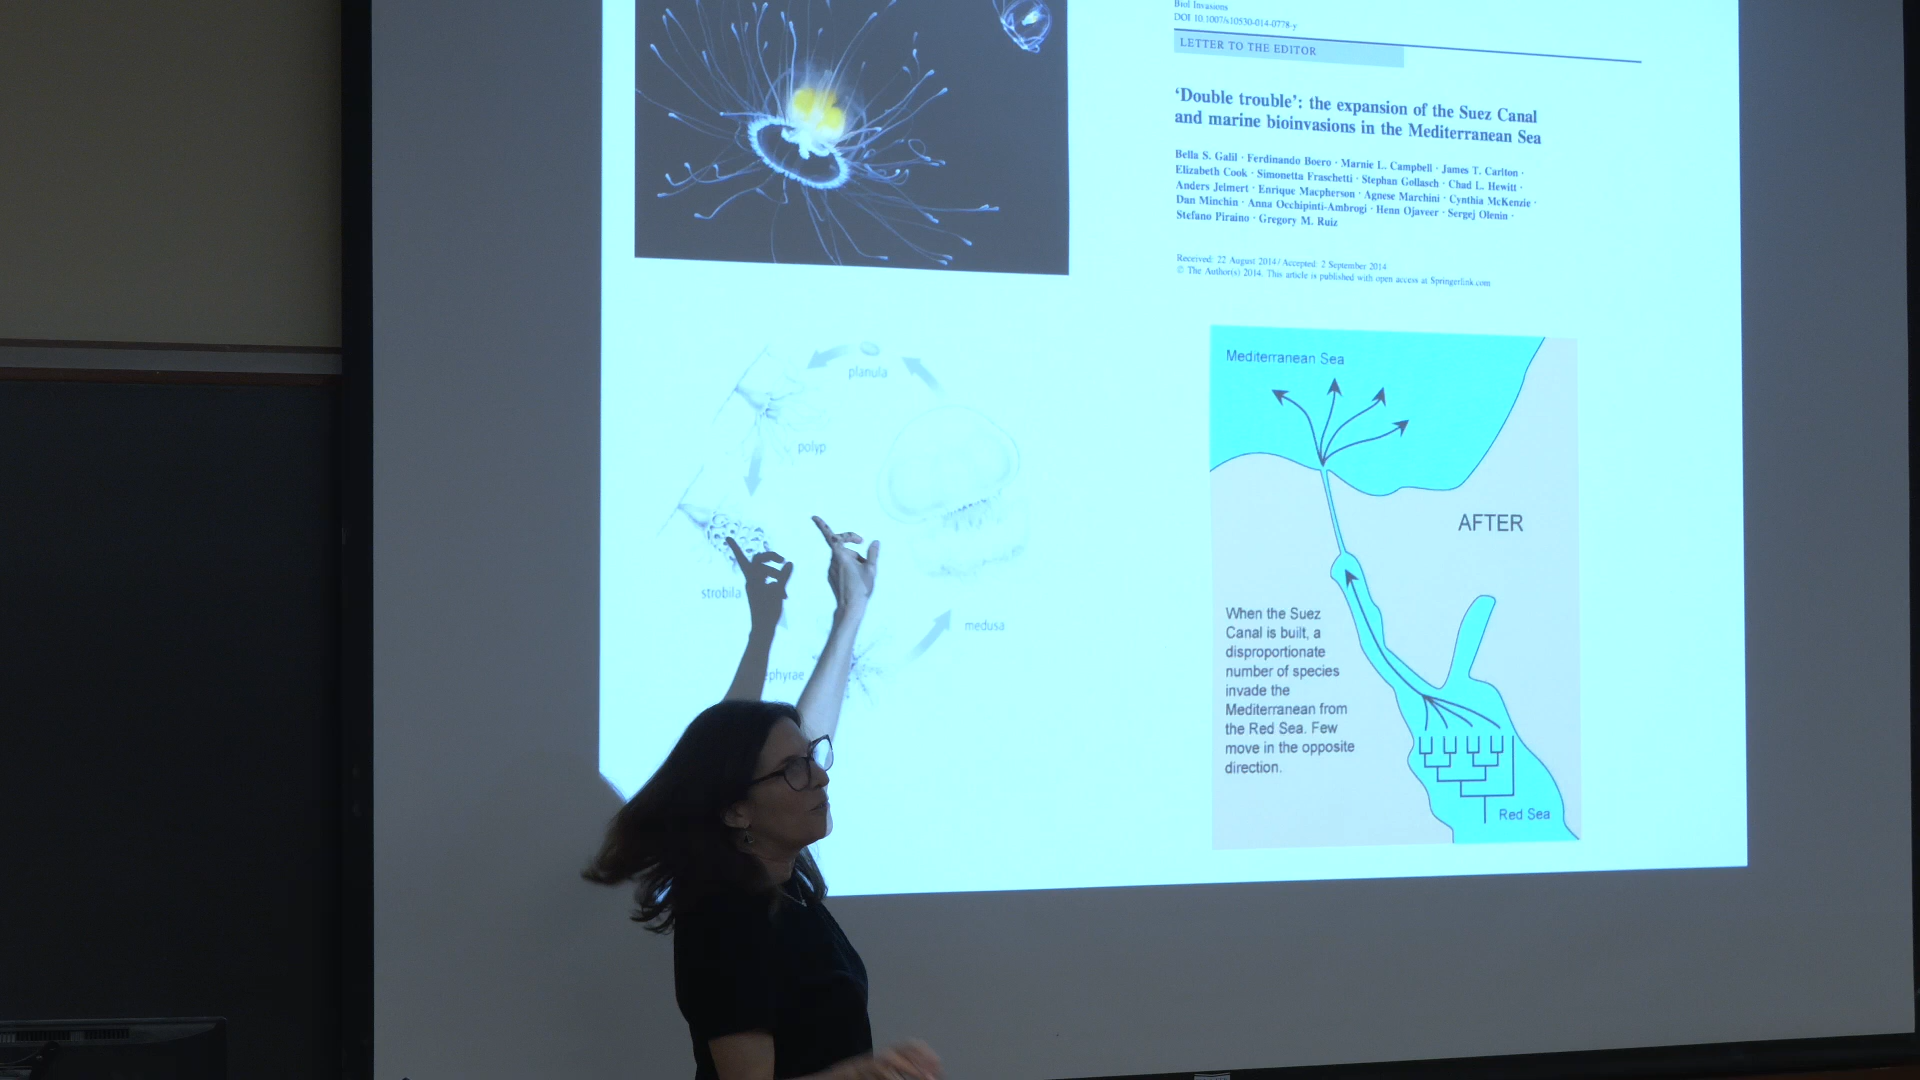 Biol Invasions
DOI 10.1007/s10530-014-0778-y
LETTER TO THE EDITOR
‘Double trouble’: the expansion of the Suez Canal
and marine bioinvasions in the Mediterranean Sea
Bella S. Galil · Ferdinando Boero · Marnie L. Campbell · James T. Carlton ·
Elizabeth Cook · Simonetta Fraschetti · Stephan Gollasch · Chad L. Hewitt ·
Anders Jelmert · Enrique Macpherson · Agnese Marchini · Cynthia McKenzie ·
Dan Minchin · Anna Occhipinti-Ambrogi · Henn Ojaveer · Sergej Olenin ·
Stefano Piraino · Gregory M. Ruiz
Received: 22 August 2014 / Accepted: 2 September 2014
© The Author(s) 2014. This article is published with open access at Springerlink.com
planula
polyp
strobila
ephyrae
medusa
Mediterranean Sea
AFTER
When the Suez
Canal is built, a
disproportionate
number of species
invade the
Mediterranean from
the Red Sea. Few
move in the opposite
direction.
Red Sea